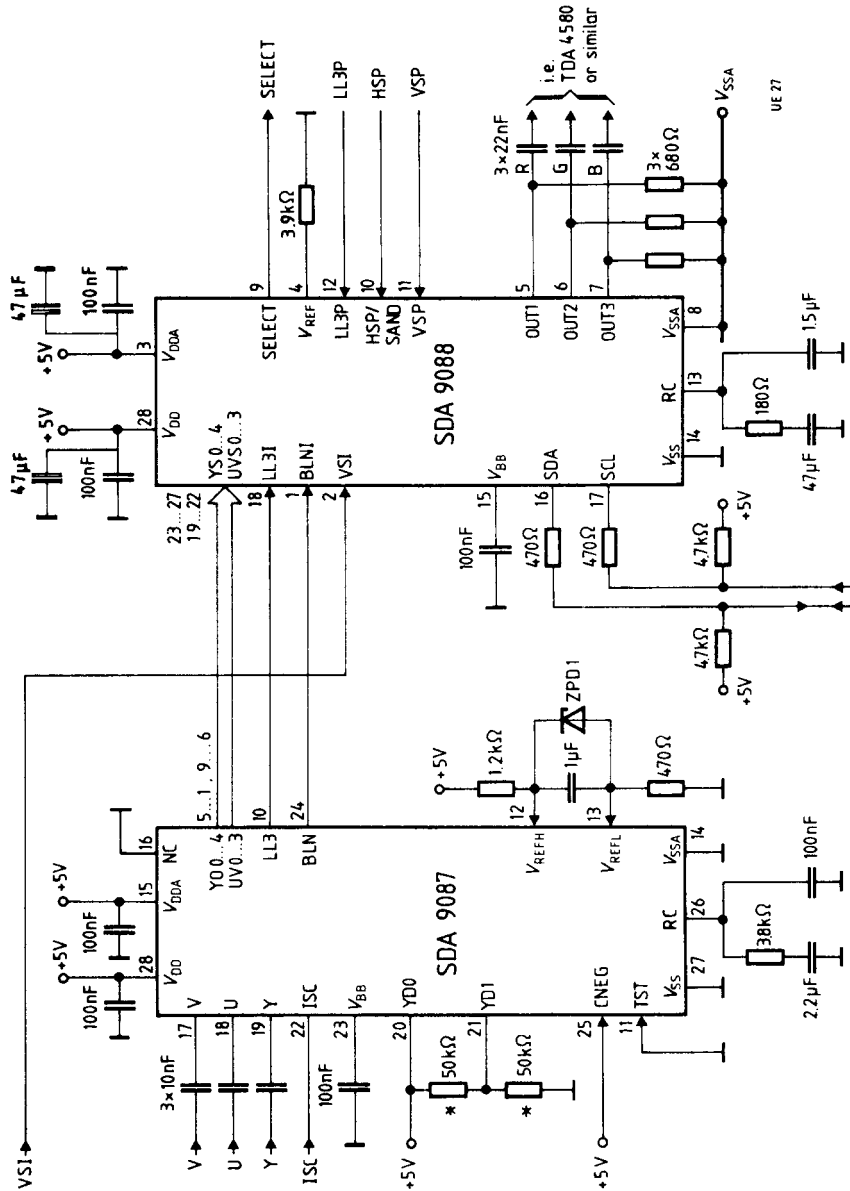 VSI
V
U
Y
ISC
3×10nF
100nF
+5V
50kΩ
*
50kΩ
*
+5V
17
18
19
22
23
20
21
25
11
V
U
Y
ISC
VBB
YD0
YD1
CNEG
TST
+5V
+5V
100nF
100nF
28
15
16
VDD
VDDA
NC
SDA 9087
Y00...4
UV0...3
LL3
BLN
VREFH
VREFL
5...1, 9...6
10
24
12
13
VSS
RC
VSSA
27
26
14
3.8kΩ
2.2µF
100nF
+5V
1.2kΩ
1µF
ZPD1
470Ω
47µF
47µF
+5V
+5V
100nF
100nF
28
3
VDD
VDDA
23...27
19...22
18
1
2
15
16
17
YS0...4
UVS0...3
LL3I
BLNI
VSI
VBB
SDA
SCL
100nF
470Ω
470Ω
4.7kΩ
+5V
4.7kΩ
+5V
SDA 9088
SELECT
VREF
LL3P
HSP/
SAND
VSP
OUT1
OUT2
OUT3
9
4
12
10
11
5
6
7
VSS
RC
VSSA
14
13
8
180Ω
47µF
1.5µF
SELECT
3.9kΩ
LL3P
HSP
VSP
3×22nF
R
G
B
i.e.
TDA 4580
or similar
3×
680Ω
VSSA
UE 27